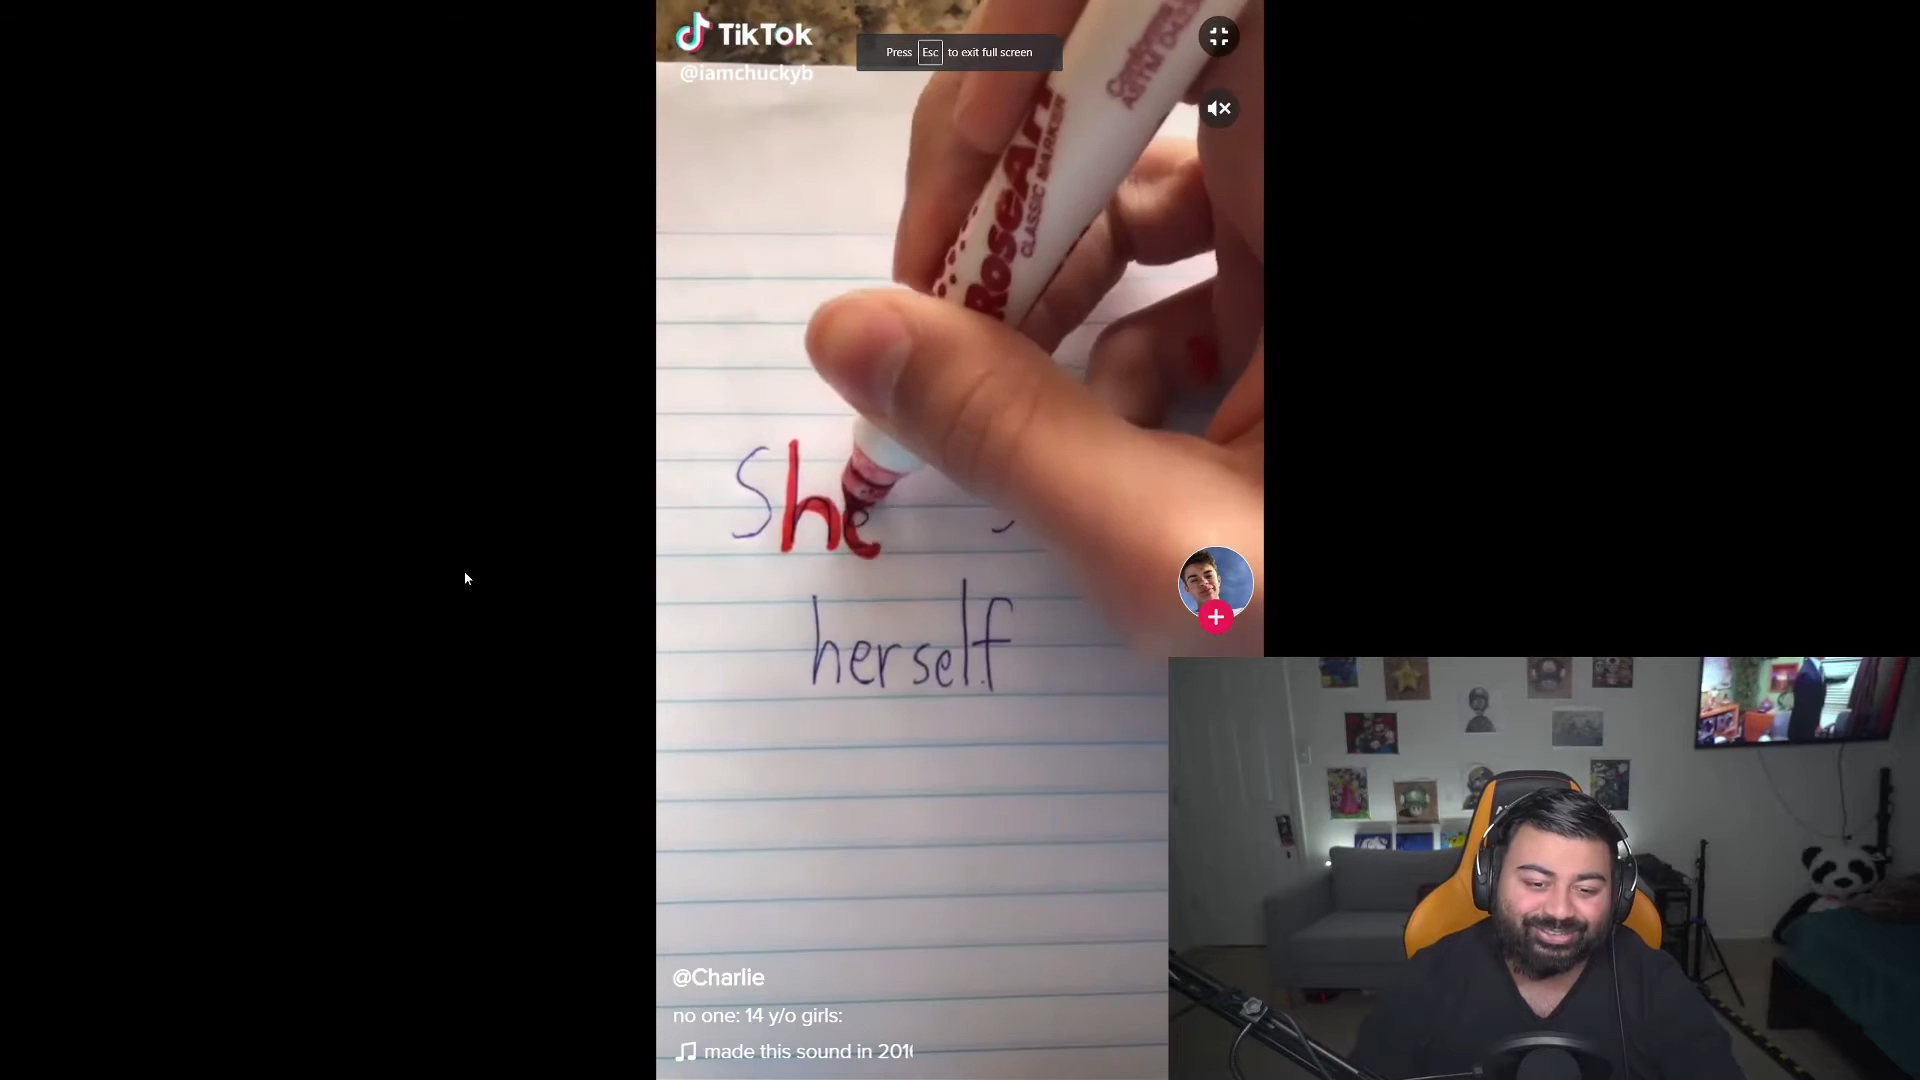 TikTok
@iamchuckyb
Press Esc to exit full screen
RoseArt
CLASSIC MARKER
She
herself
@Charlie
no one: 14 y/o girls:
made this sound in 201